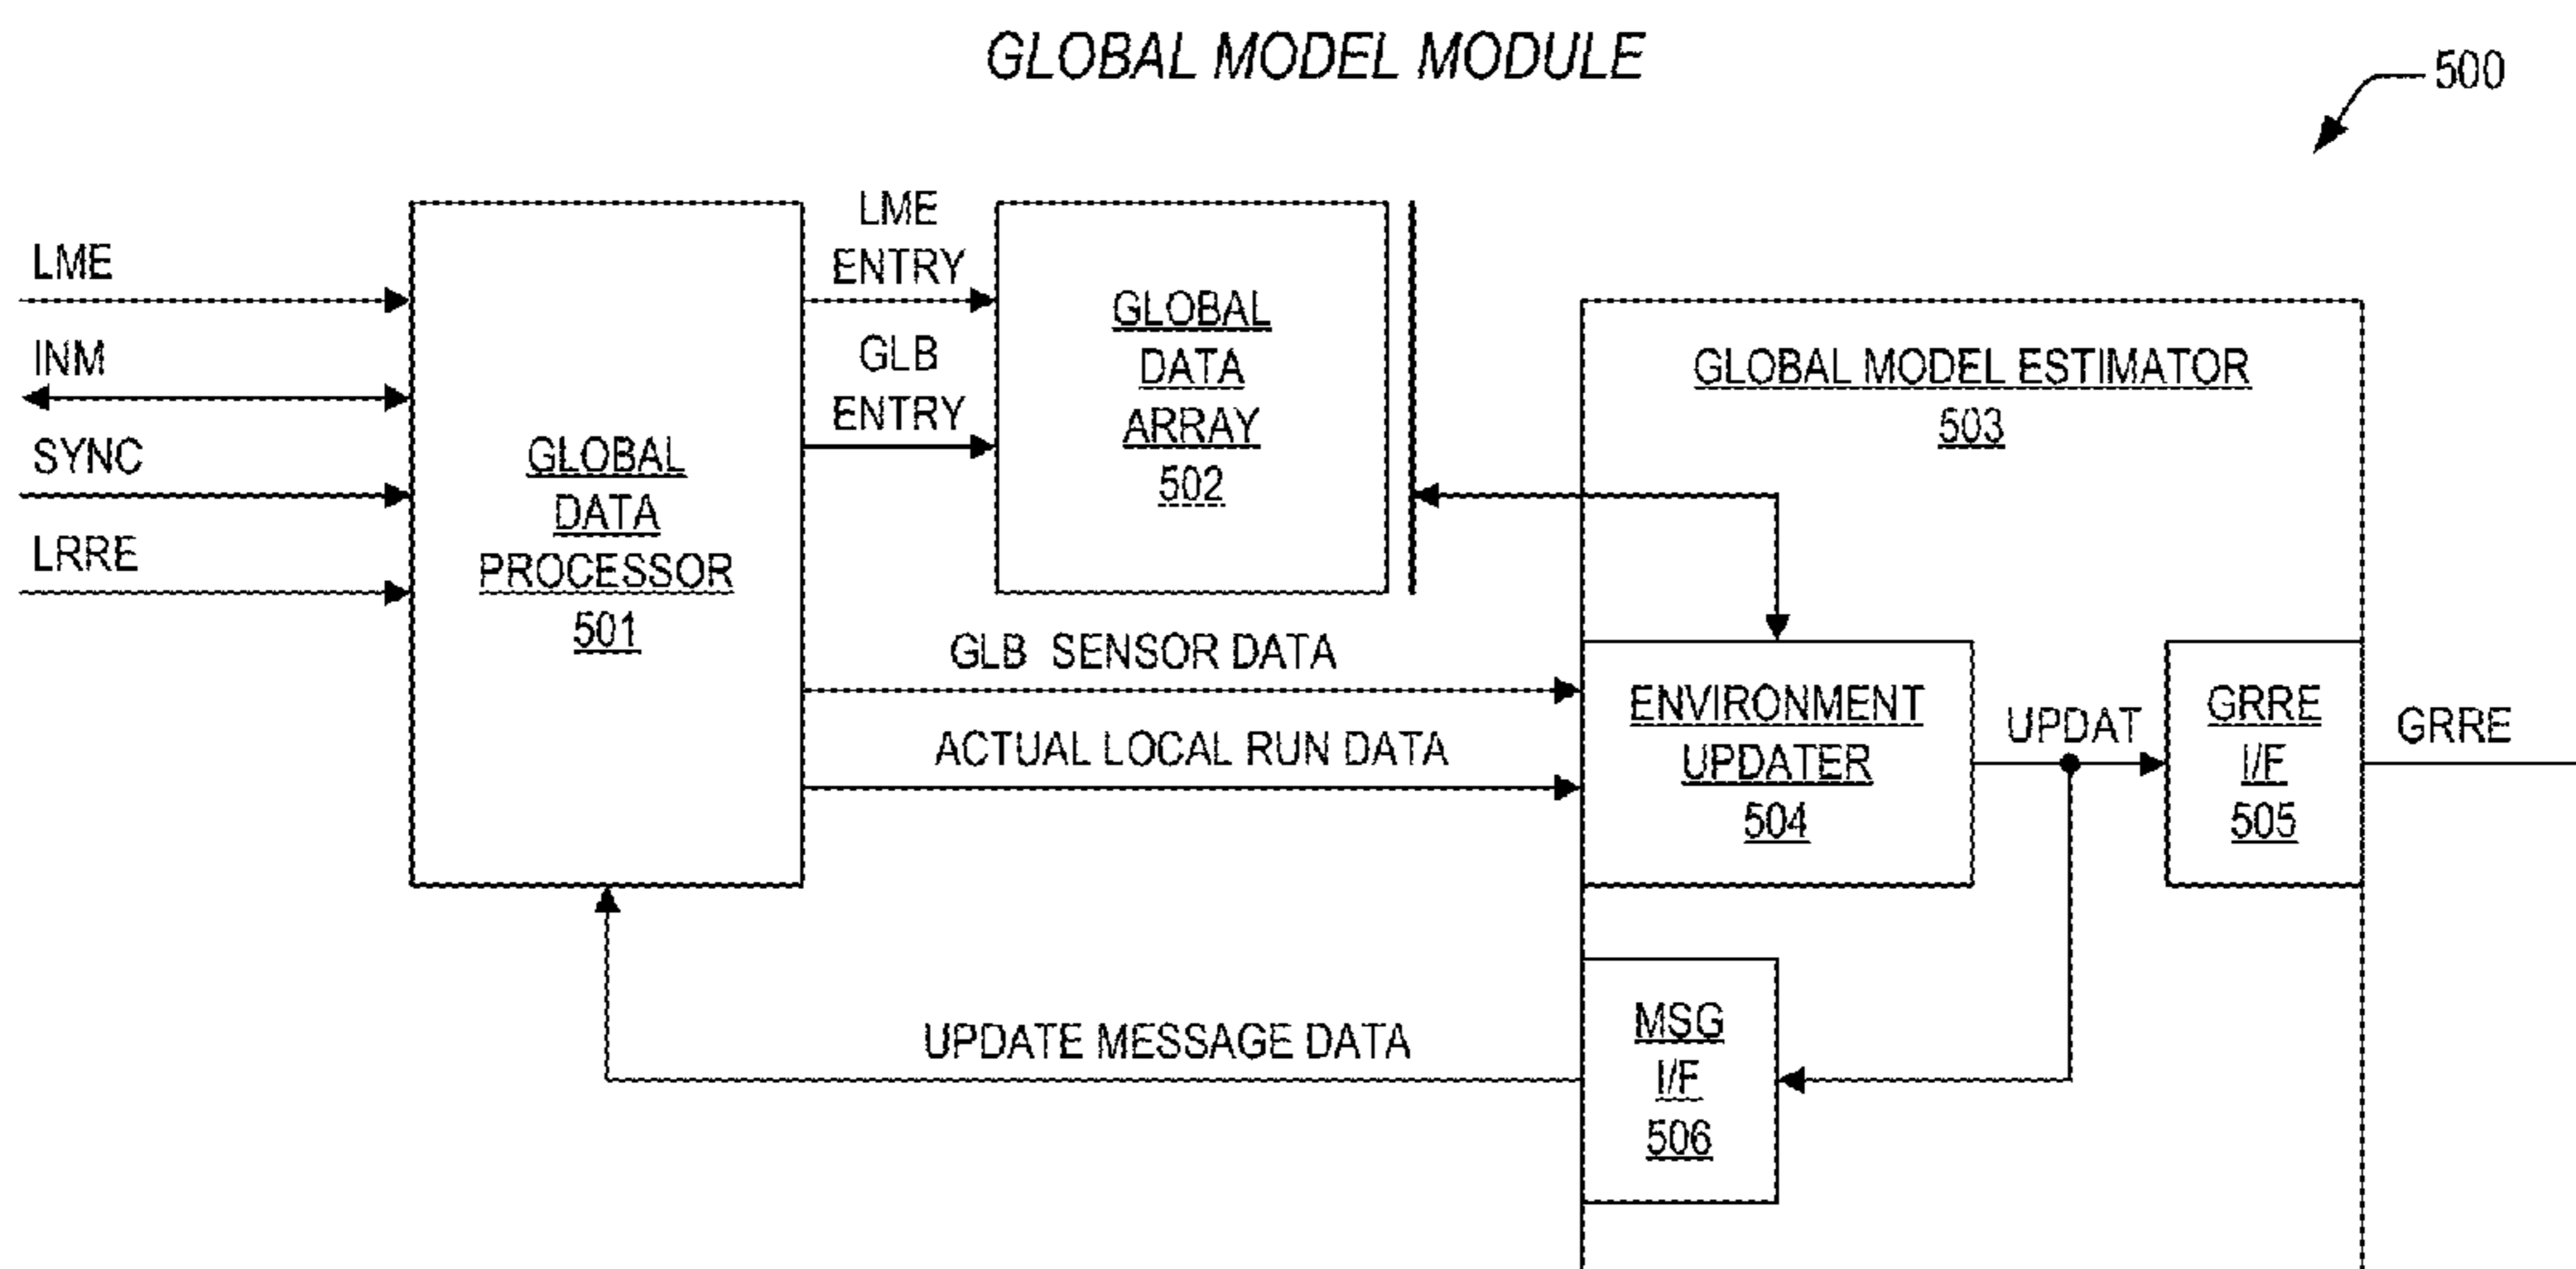 GLOBAL MODEL MODULE
500
LME
INM
SYNC
LRRE
GLOBAL
DATA
PROCESSOR
501
LME
ENTRY
GLB
ENTRY
GLOBAL
DATA
ARRAY
502
GLOBAL MODEL ESTIMATOR
503
GLB SENSOR DATA
ACTUAL LOCAL RUN DATA
ENVIRONMENT
UPDATER
504
UPDAT
GRRE
I/F
505
GRRE
UPDATE MESSAGE DATA
MSG
I/F
506